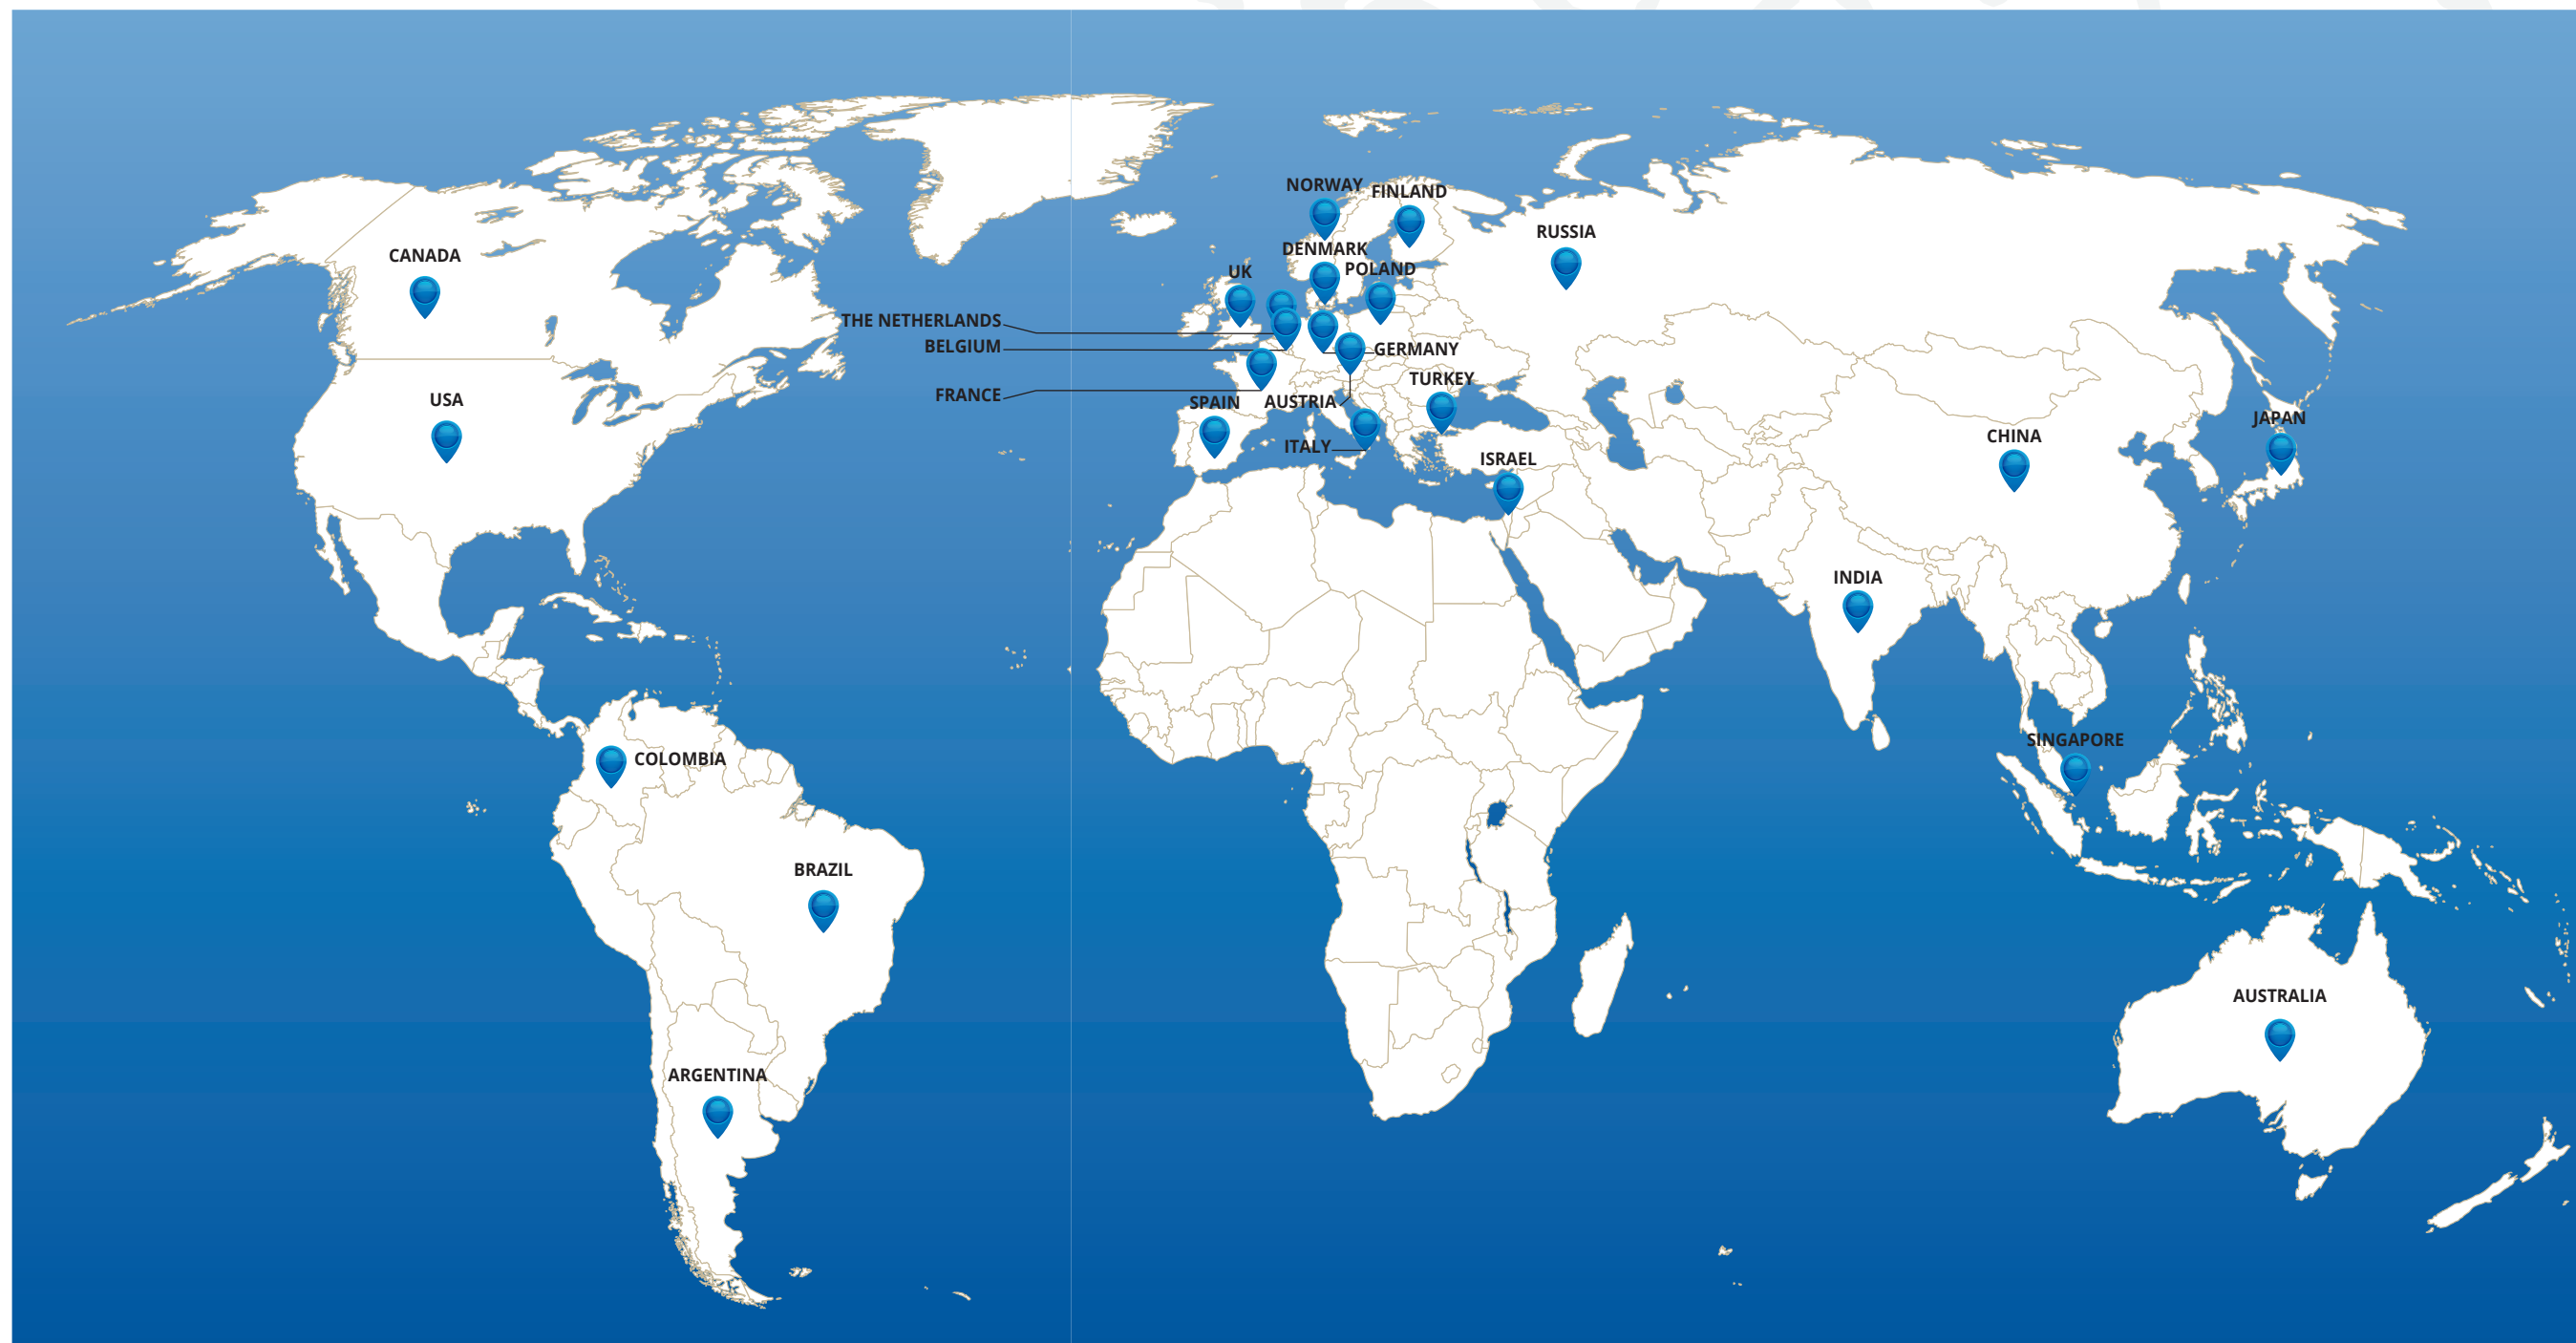 NORWAY
FINLAND
RUSSIA
DENMARK
CANADA
POLAND
UK
THE NETHERLANDS
BELGIUM
GERMANY
TURKEY
FRANCE
USA
SPAIN
AUSTRIA
JAPAN
CHINA
ITALY
ISRAEL
INDIA
SINGAPORE
COLOMBIA
BRAZIL
AUSTRALIA
ARGENTINA